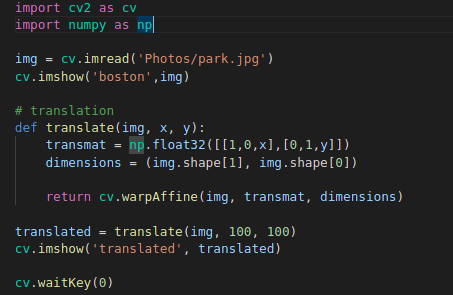 import cv2 as cv
import numpy as np
img = cv.imread('Photos/park.jpg')
cv.imshow('boston',img)
# translation
def translate(img, x, y):
    transmat = np.float32([[1,0,x],[0,1,y]])
    dimensions = (img.shape[1], img.shape[0])
    return cv.warpAffine(img, transmat, dimensions)
translated = translate(img, 100, 100)
cv.imshow('translated', translated)
cv.waitKey(0)